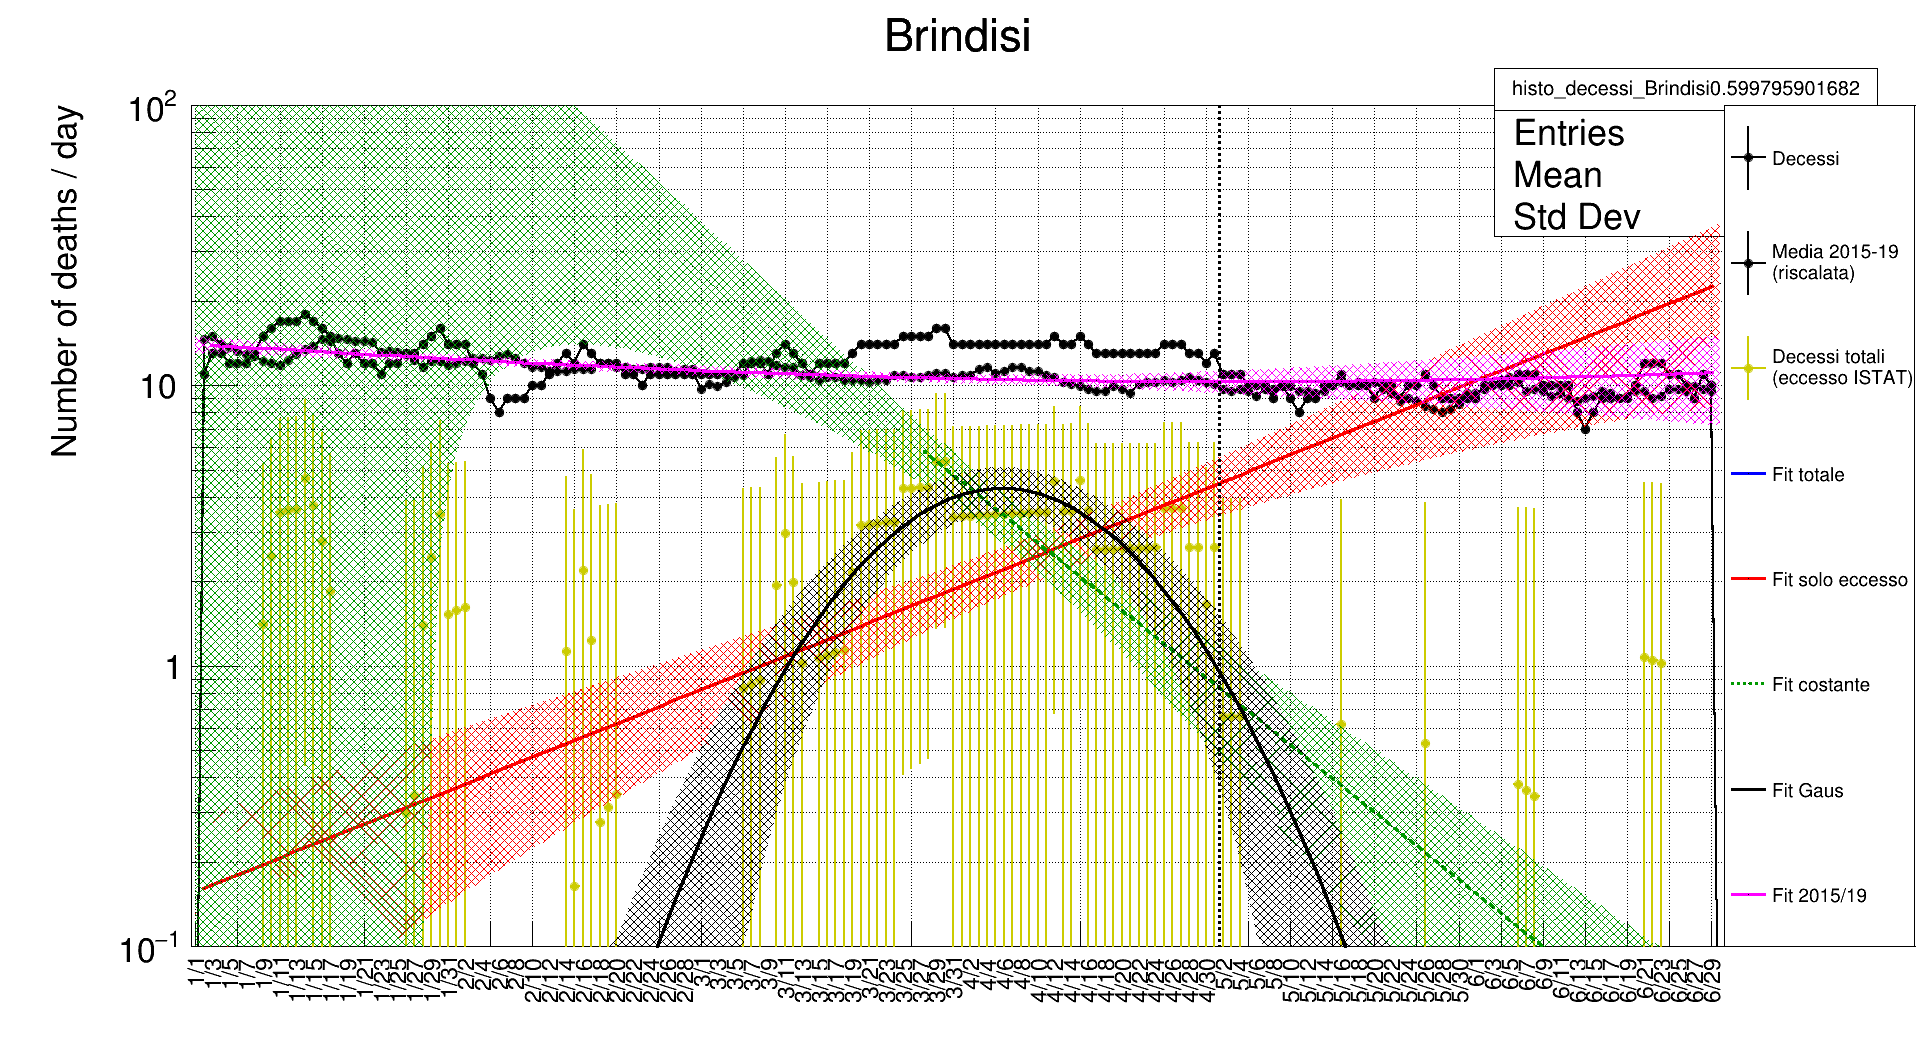 Brindisi
histo_decessi_Brindisi0.599795901682
Entries
Mean
Std Dev
Number of deaths / day
10²
10
1
10⁻¹
Decessi
Media 2015-19
(riscalata)
Decessi totali
(eccesso ISTAT)
Fit totale
Fit solo eccesso
Fit costante
Fit Gaus
Fit 2015/19
1/1 1/3 1/5 1/7 1/9 1/11 1/13 1/15 1/17 1/19 1/21 1/23 1/25 1/27 1/29 1/31 2/2 2/4 2/6 2/8 2/10 2/12 2/14 2/16 2/18 2/20 2/22 2/24 2/26 2/28 3/1 3/3 3/5 3/7 3/9 3/11 3/13 3/15 3/17 3/19 3/21 3/23 3/25 3/27 3/29 3/31 4/2 4/4 4/6 4/8 4/10 4/12 4/14 4/16 4/18 4/20 4/22 4/24 4/26 4/28 4/30 5/2 5/4 5/6 5/8 5/10 5/12 5/14 5/16 5/18 5/20 5/22 5/24 5/26 5/28 5/30 6/1 6/3 6/5 6/7 6/9 6/11 6/13 6/15 6/17 6/19 6/21 6/23 6/25 6/27 6/29